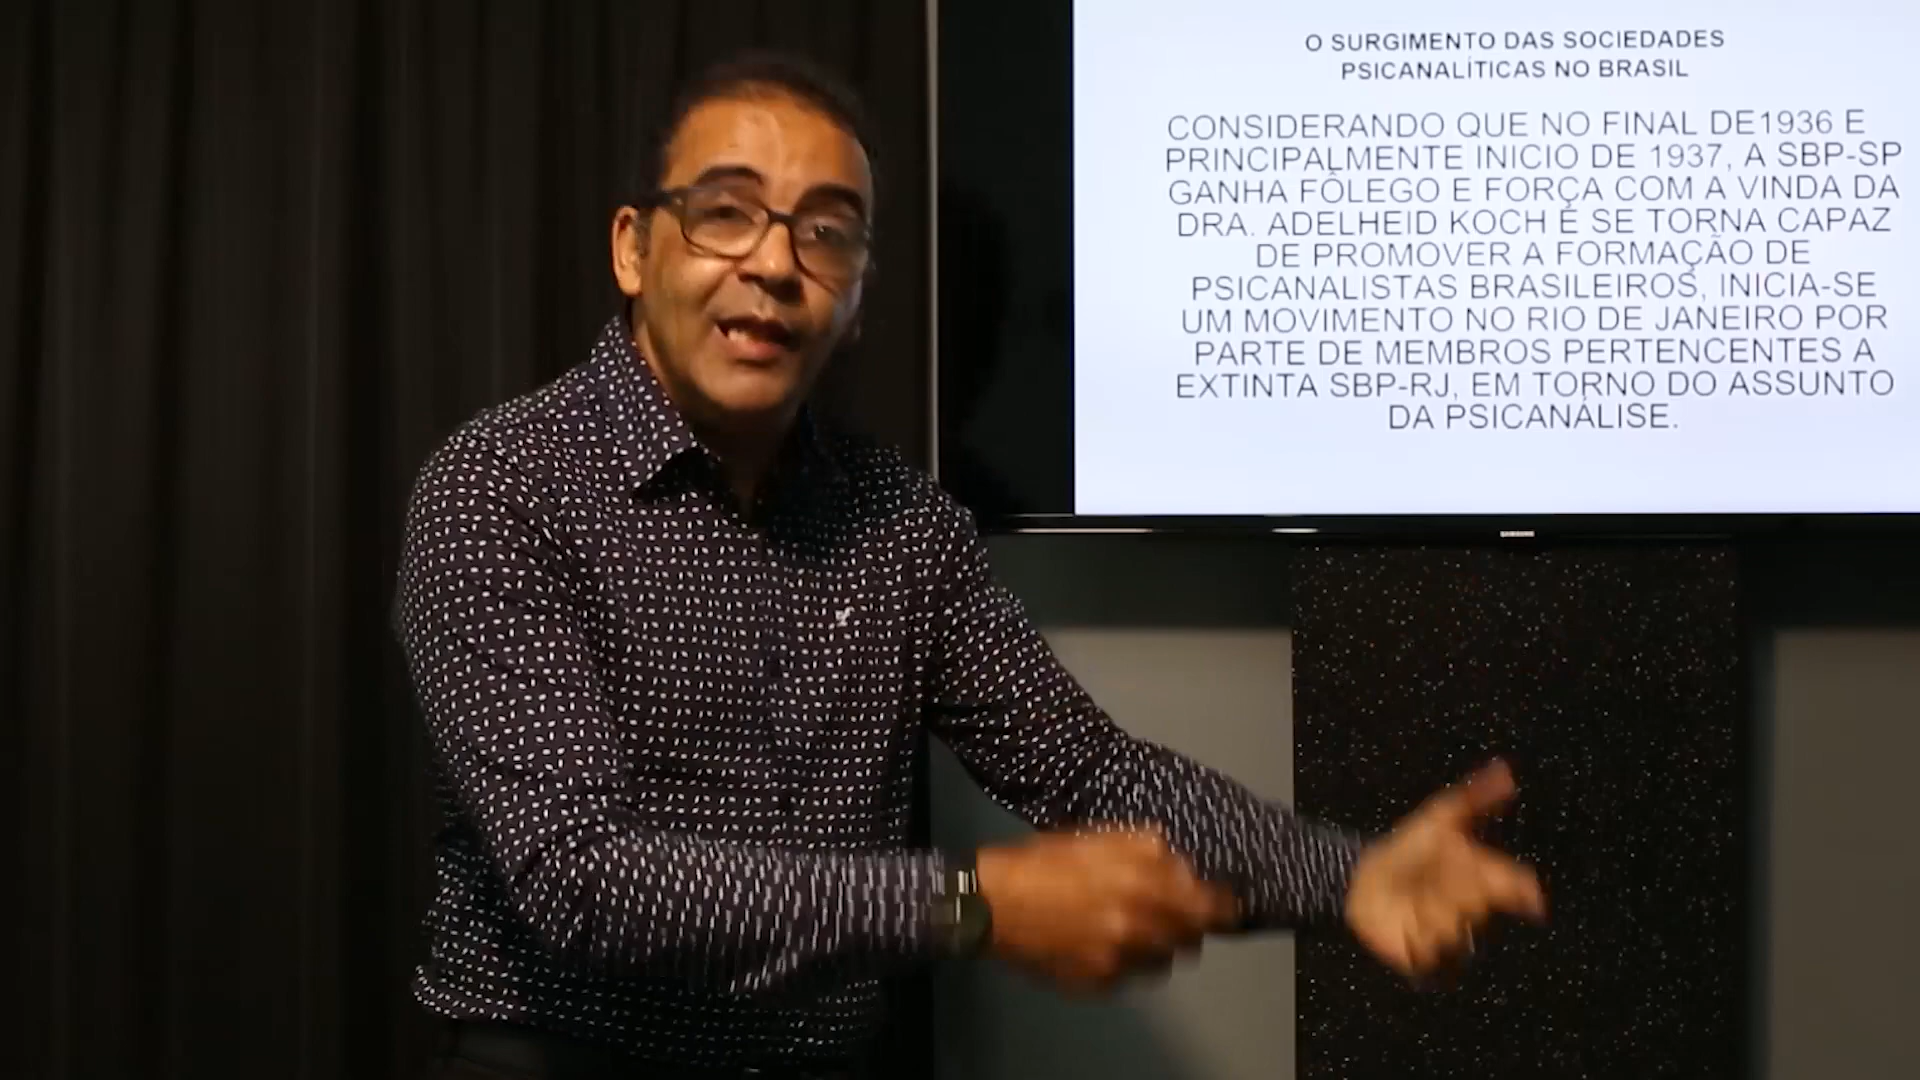 O SURGIMENTO DAS SOCIEDADES
PSICANALÍTICAS NO BRASIL
CONSIDERANDO QUE NO FINAL DE1936 E
PRINCIPALMENTE INICIO DE 1937, A SBP-SP
GANHA FÔLEGO E FORÇA COM A VINDA DA
DRA. ADELHEID KOCH E SE TORNA CAPAZ
DE PROMOVER A FORMAÇÃO DE
PSICANALISTAS BRASILEIROS, INICIA-SE
UM MOVIMENTO NO RIO DE JANEIRO POR
PARTE DE MEMBROS PERTENCENTES A
EXTINTA SBP-RJ, EM TORNO DO ASSUNTO
DA PSICANÁLISE.
SAMSUNG